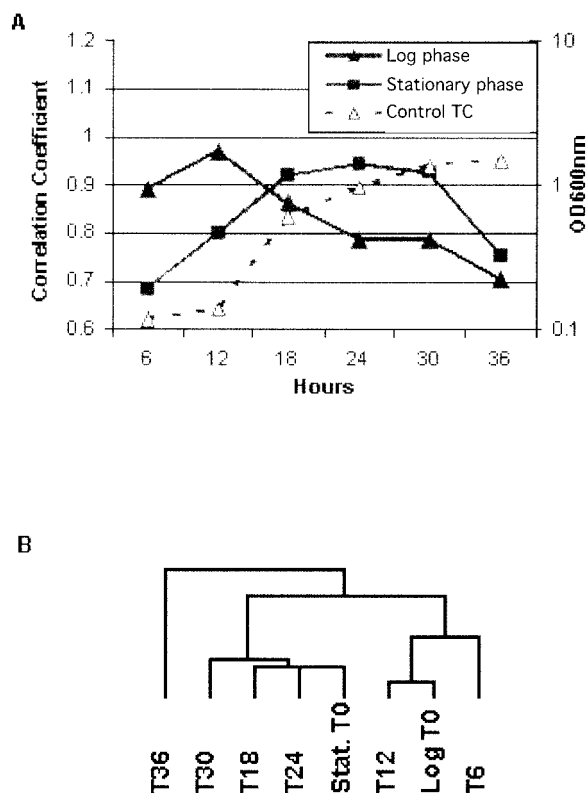 A
1.2
1.1
1
0.9
0.8
0.7
0.6
Correlation Coefficient
Log phase
Stationary phase
Control TC
10
1
0.1
OD600nm
6 12 18 24 30 36
Hours
B
T36
T30
T18
T24
Stat. T0
T12
Log T0
T6